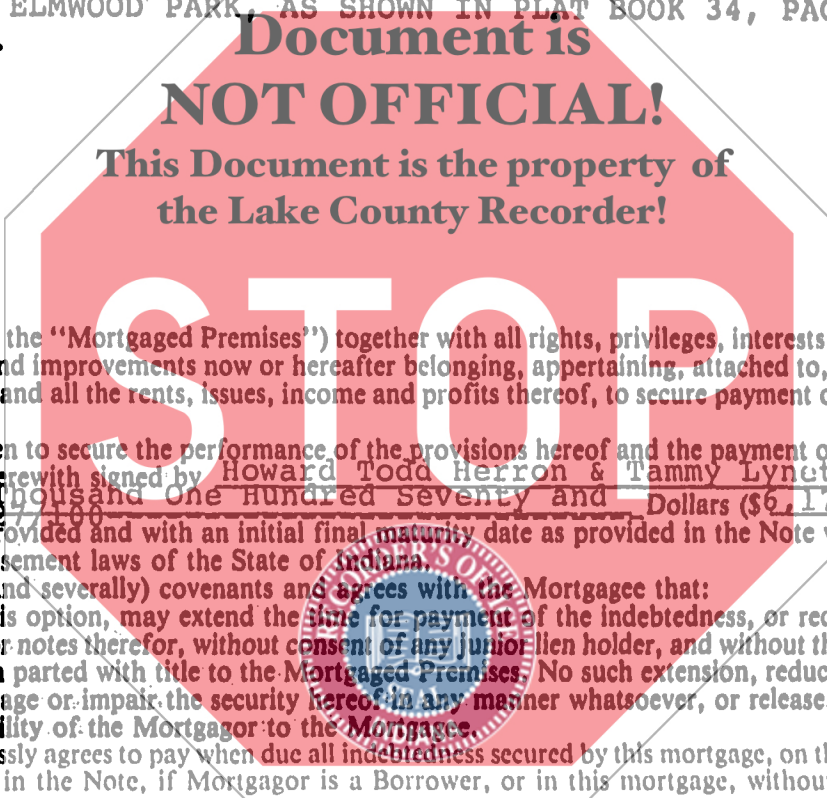 ELMWOOD PARK, AS SHOWN IN PLAT BOOK 34, PAG
Document is
NOT OFFICIAL!
This Document is the property of
the Lake County Recorder!
STOP
the “Mortgaged Premises”) together with all rights, privileges, interests
nd improvements now or hereafter belonging, appertaining, attached to,
and all the rents, issues, income and profits thereof, to secure payment o
n to secure the performance of the provisions hereof and the payment o
rewith signed by Howard Todd Herron & Tammy Lyn
housand One Hundred Seventy and Dollars ($6,1
/100
ovided and with an initial final maturity date as provided in the Note
sement laws of the State of Indiana.
nd severally) covenants and agrees with the Mortgagee that:
s option, may extend the time for payment of the indebtedness, or red
r notes therefor, without consent of any junior lien holder, and without th
parted with title to the Mortgaged Premises. No such extension, reduc
age or impair the security hereof in any manner whatsoever, or release
ility of the Mortgagor to the Mortgagee.
ssly agrees to pay when due all indebtedness secured by this mortgage, on th
in the Note, if Mortgagor is a Borrower, or in this mortgage, withou
RECORDER'S OFFICE
SEAL
INDIANA